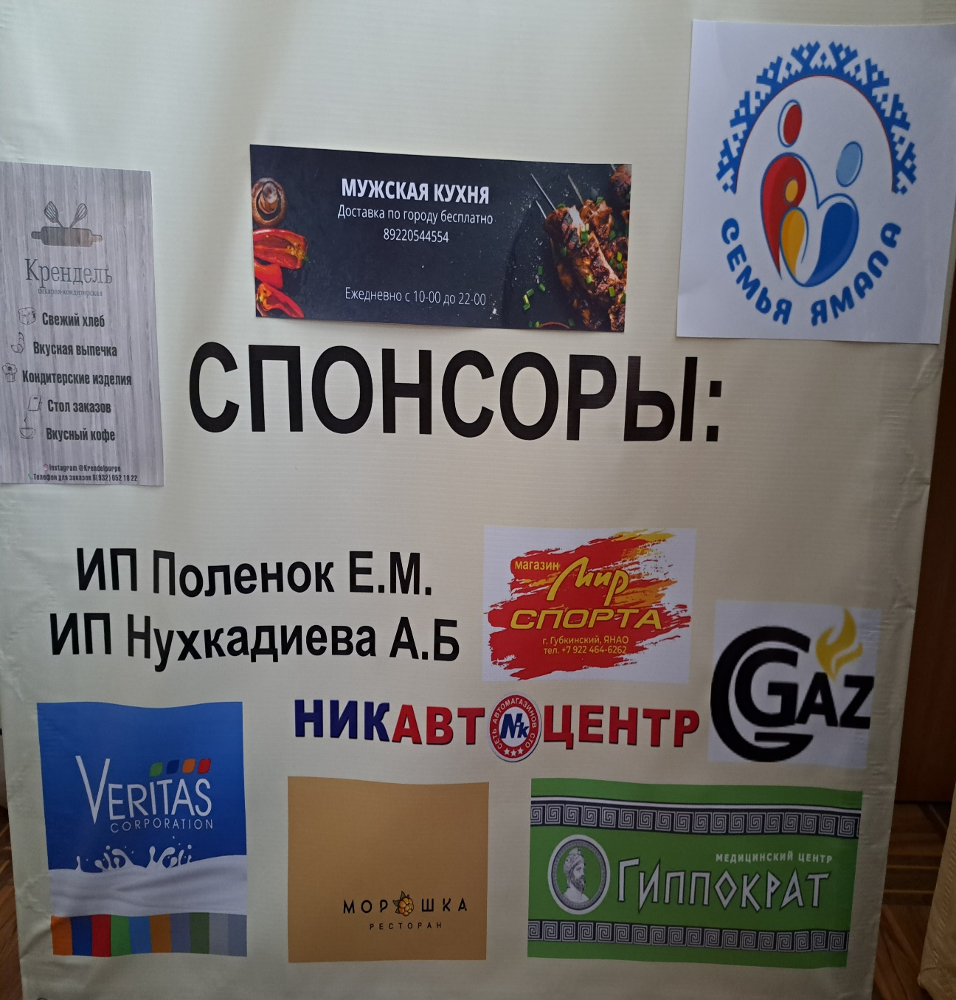 МУЖСКАЯ КУХНЯ
Доставка по городу бесплатно
89220544554
Ежедневно с 10-00 до 22-00
СЕМЬЯ ЯМАЛА
Крендель
пекарня-кондитерская
Свежий хлеб
Вкусная выпечка
Кондитерские изделия
Стол заказов
Вкусный кофе
Instagram @Krendelpurpe
Телефон для заказов 8(932) 052 18 22
СПОНСОРЫ:
ИП Поленок Е.М.
ИП Нухкадиева А.Б
магазин Мир
СПОРТА
г. Губкинский, ЯНАО
тел. +7 922 464-6262
GGAZ
НИКАВТ ЦЕНТР
СЕТЬ АВТОМАГАЗИНОВ СТО
Nik
VERITAS
CORPORATION
МОРОШКА
РЕСТОРАН
МЕДИЦИНСКИЙ ЦЕНТР
ГИППОКРАТ